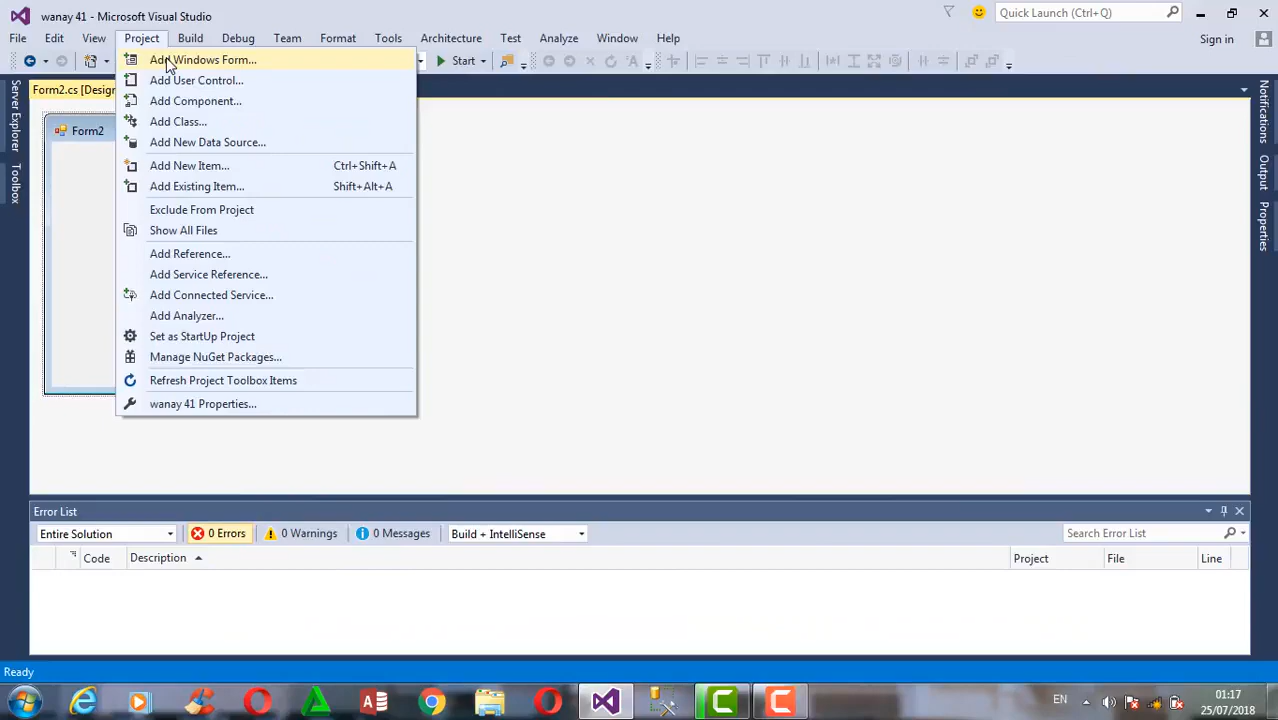 wanay 41 - Microsoft Visual Studio
Quick Launch (Ctrl+Q)
File Edit View Project Build Debug Team Format Tools Architecture Test Analyze Window Help
Sign in
Start
Form2.cs [Design
Form2
Server Explorer
Toolbox
Add Windows Form...
Add User Control...
Add Component...
Add Class...
Add New Data Source...
Add New Item... Ctrl+Shift+A
Add Existing Item... Shift+Alt+A
Exclude From Project
Show All Files
Add Reference...
Add Service Reference...
Add Connected Service...
Add Analyzer...
Set as StartUp Project
Manage NuGet Packages...
Refresh Project Toolbox Items
wanay 41 Properties...
Notifications
Output
Properties
Error List
Entire Solution 0 Errors 0 Warnings 0 Messages Build + IntelliSense Search Error List
Code Description Project File Line
Ready
EN
01:17
25/07/2018